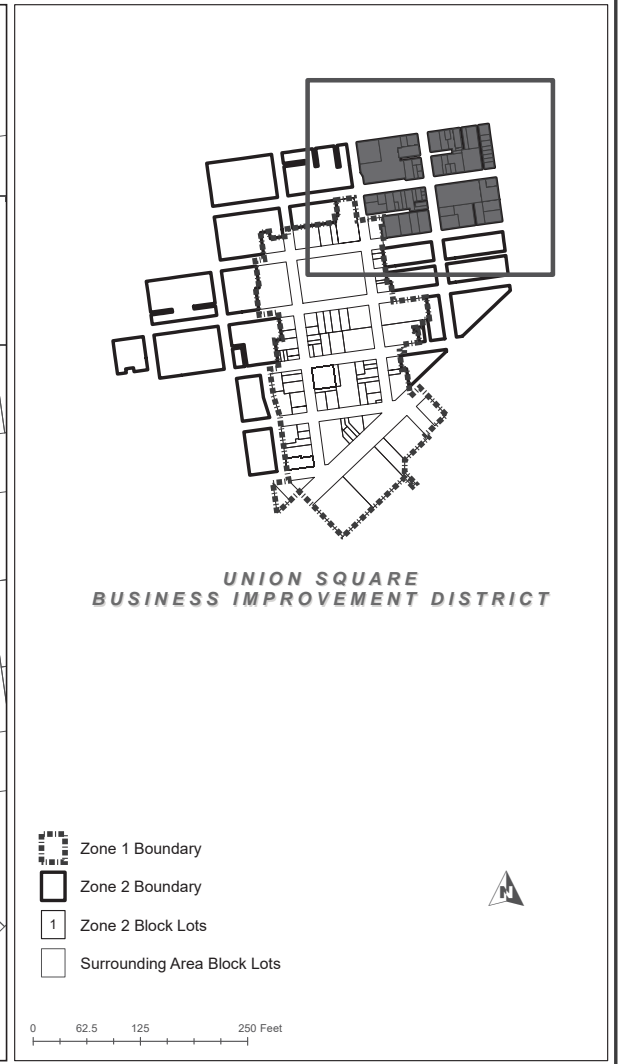 UNION SQUARE
BUSINESS IMPROVEMENT DISTRICT
Zone 1 Boundary
Zone 2 Boundary
1 Zone 2 Block Lots
Surrounding Area Block Lots
N
0 62.5 125 250 Feet